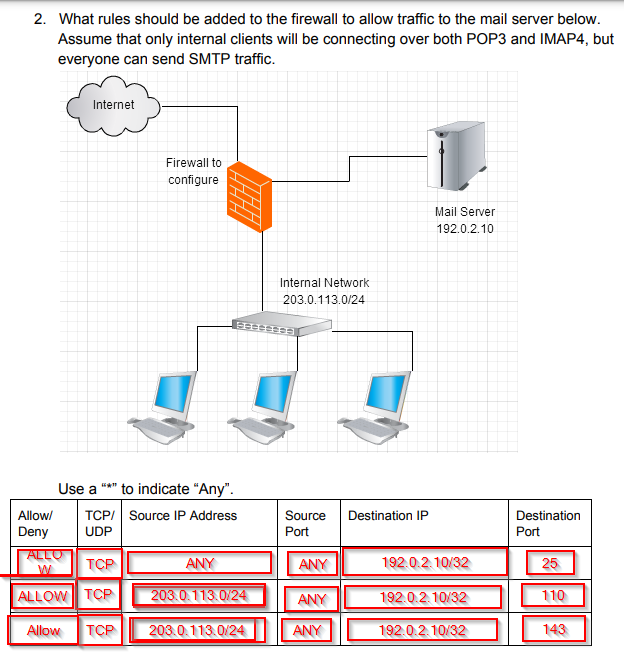 2. What rules should be added to the firewall to allow traffic to the mail server below.
Assume that only internal clients will be connecting over both POP3 and IMAP4, but
everyone can send SMTP traffic.
Internet
Firewall to
configure
Mail Server
192.0.2.10
Internal Network
203.0.113.0/24
Use a “*” to indicate “Any”.
Allow/ TCP/ Source IP Address Source Destination IP Destination
Deny UDP Port Port
ALLO
W TCP ANY ANY 192.0.2.10/32 25
ALLOW TCP 203.0.113.0/24 ANY 192.0.2.10/32 110
Allow TCP 203.0.113.0/24 ANY 192.0.2.10/32 143